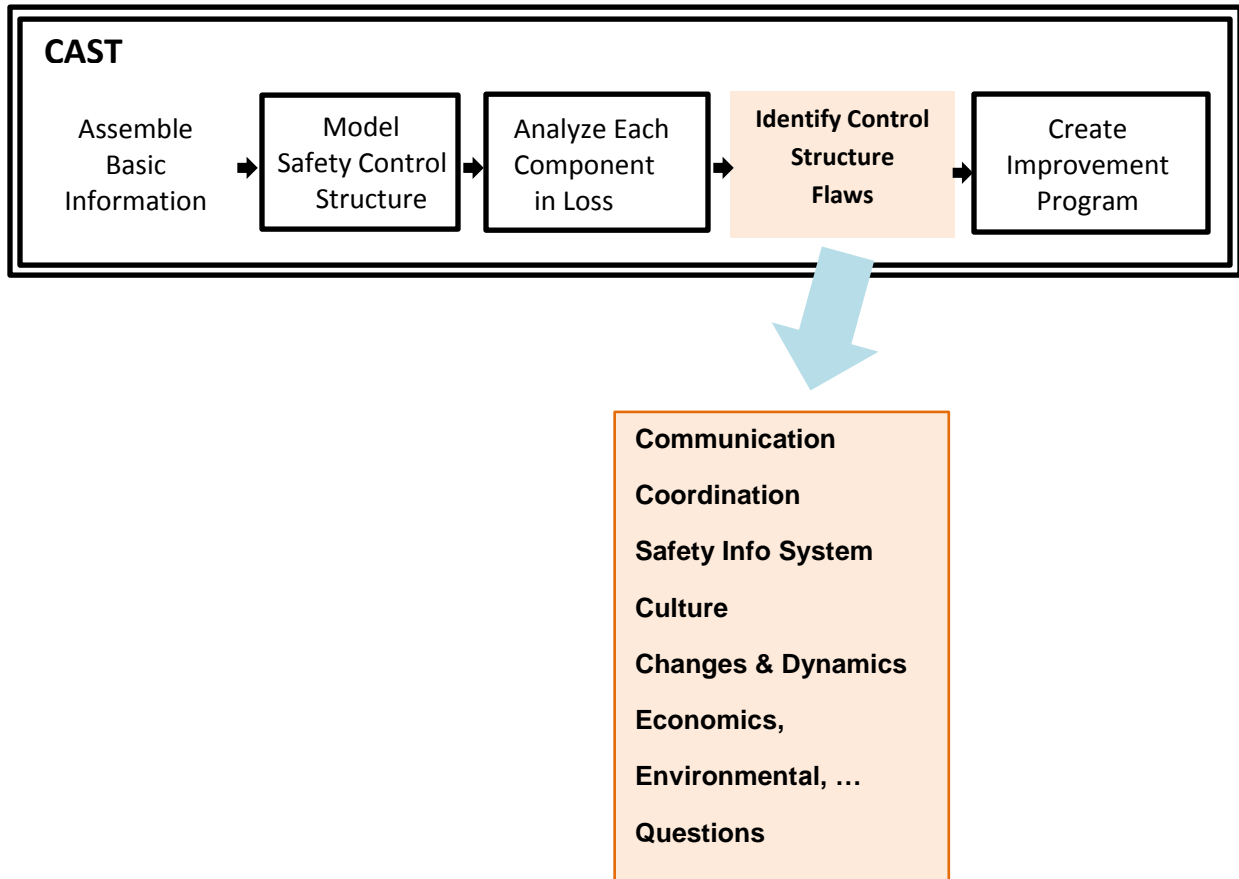 CAST
Assemble
Basic
Information
Model
Safety Control
Structure
Analyze Each
Component
in Loss
Identify Control
Structure
Flaws
Create
Improvement
Program
Communication
Coordination
Safety Info System
Culture
Changes & Dynamics
Economics,
Environmental, …
Questions